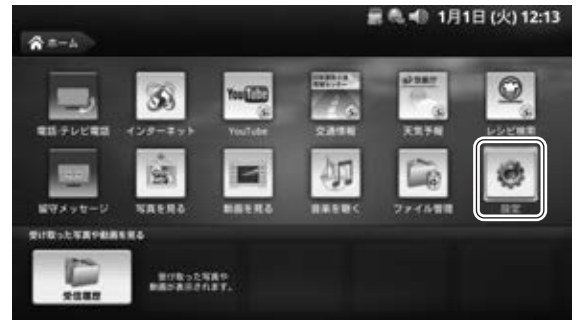 1月1日 (火) 12:13
ホーム
電話・テレビ電話
インターネット
YouTube
交通情報
天気予報
レシピ検索
留守メッセージ
写真を見る
動画を見る
音楽を聴く
ファイル管理
設定
受け取った写真や動画を見る
受信履歴
受け取った写真や
動画が表示されます。